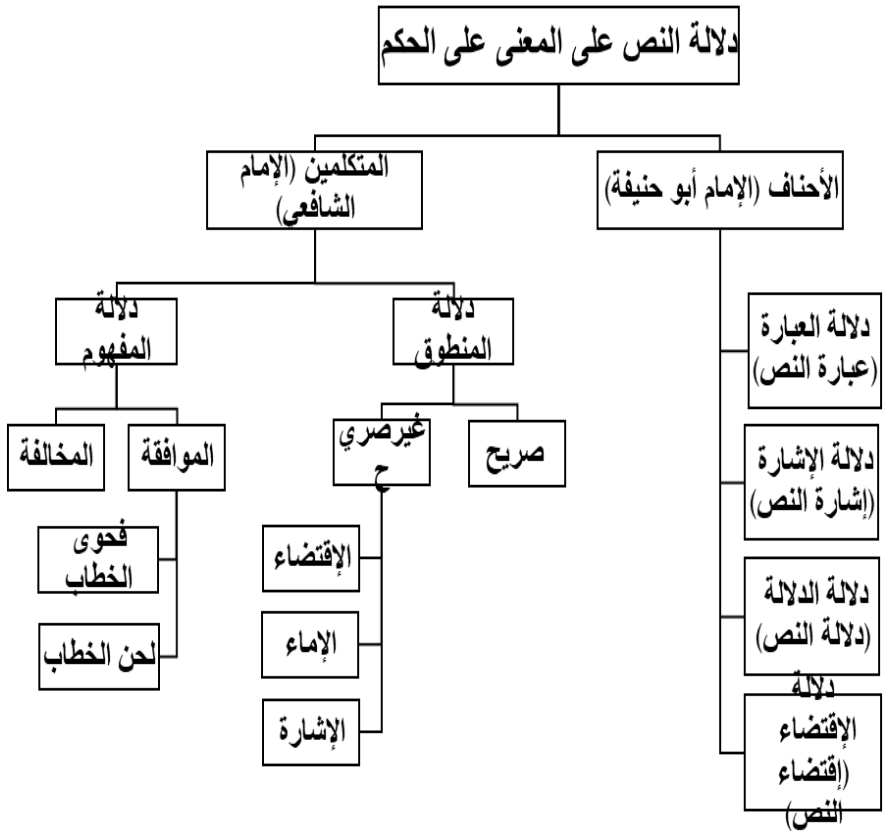 دلالة النص على المعنى على الحكم
الأحناف (الإمام أبو حنيفة)
المتكلمين (الإمام
الشافعي)
دلالة العبارة
(عبارة النص)
دلالة الإشارة
(إشارة النص)
دلالة الدلالة
(دلالة النص)
دلالة
الإقتضاء
(إقتضاء
النص)
دلالة
المنطوق
دلالة
المفهوم
صريح
غيرصري
ح
الإقتضاء
الإماء
الإشارة
الموافقة
المخالفة
فحوى
الخطاب
لحن الخطاب